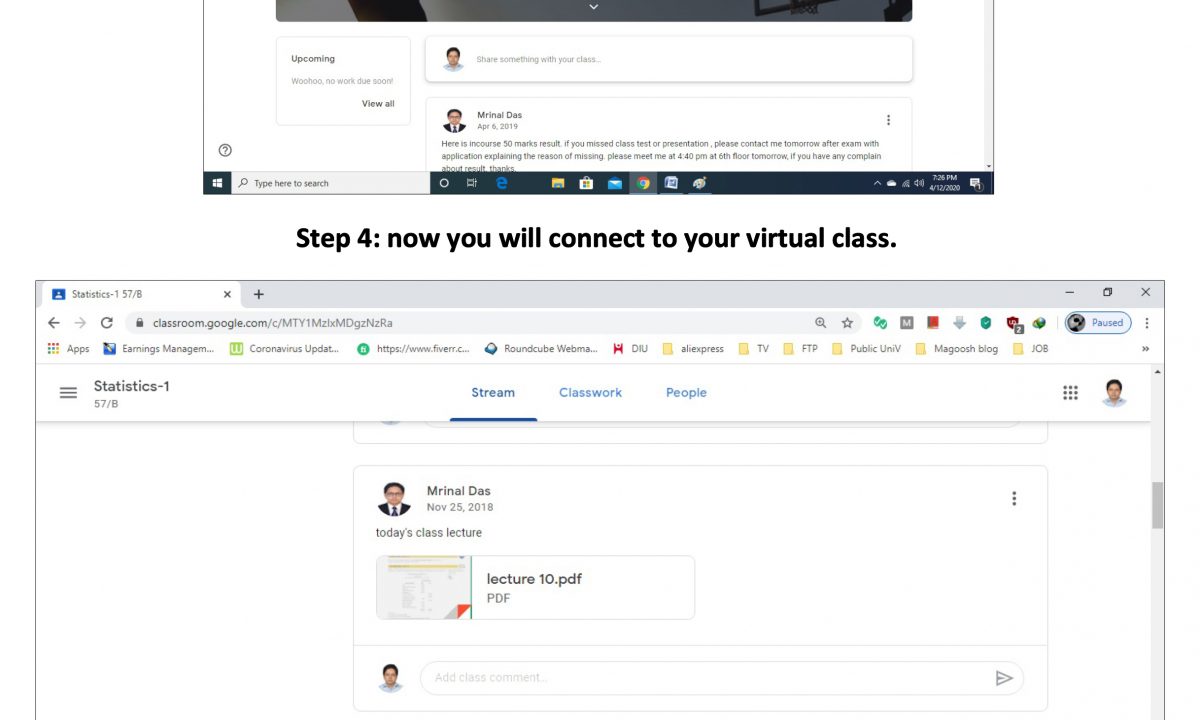 Upcoming
Woohoo, no work due soon!
View all
Share something with your class...
Mrinal Das
Apr 6, 2019
Here is incourse 50 marks result. if you missed class test or presentation , please contact me tomorrow after exam with
application explaining the reason of missing. please meet me at 4:40 pm at 6th floor tomorrow, if you have any complain
about result. thanks.
Type here to search
7:26 PM
4/12/2020
1
Step 4: now you will connect to your virtual class.
Statistics-1 57/B
classroom.google.com/c/MTY1MzIxMDgzNzRa
M
2
Paused
Apps
Earnings Managem...
Coronavirus Updat...
https://www.fiverr.c...
Roundcube Webma...
DIU
aliexpress
TV
FTP
Public UniV
Magoosh blog
JOB
»
Statistics-1
57/B
Stream
Classwork
People
Mrinal Das
Nov 25, 2018
today's class lecture
lecture 10.pdf
PDF
Add class comment...